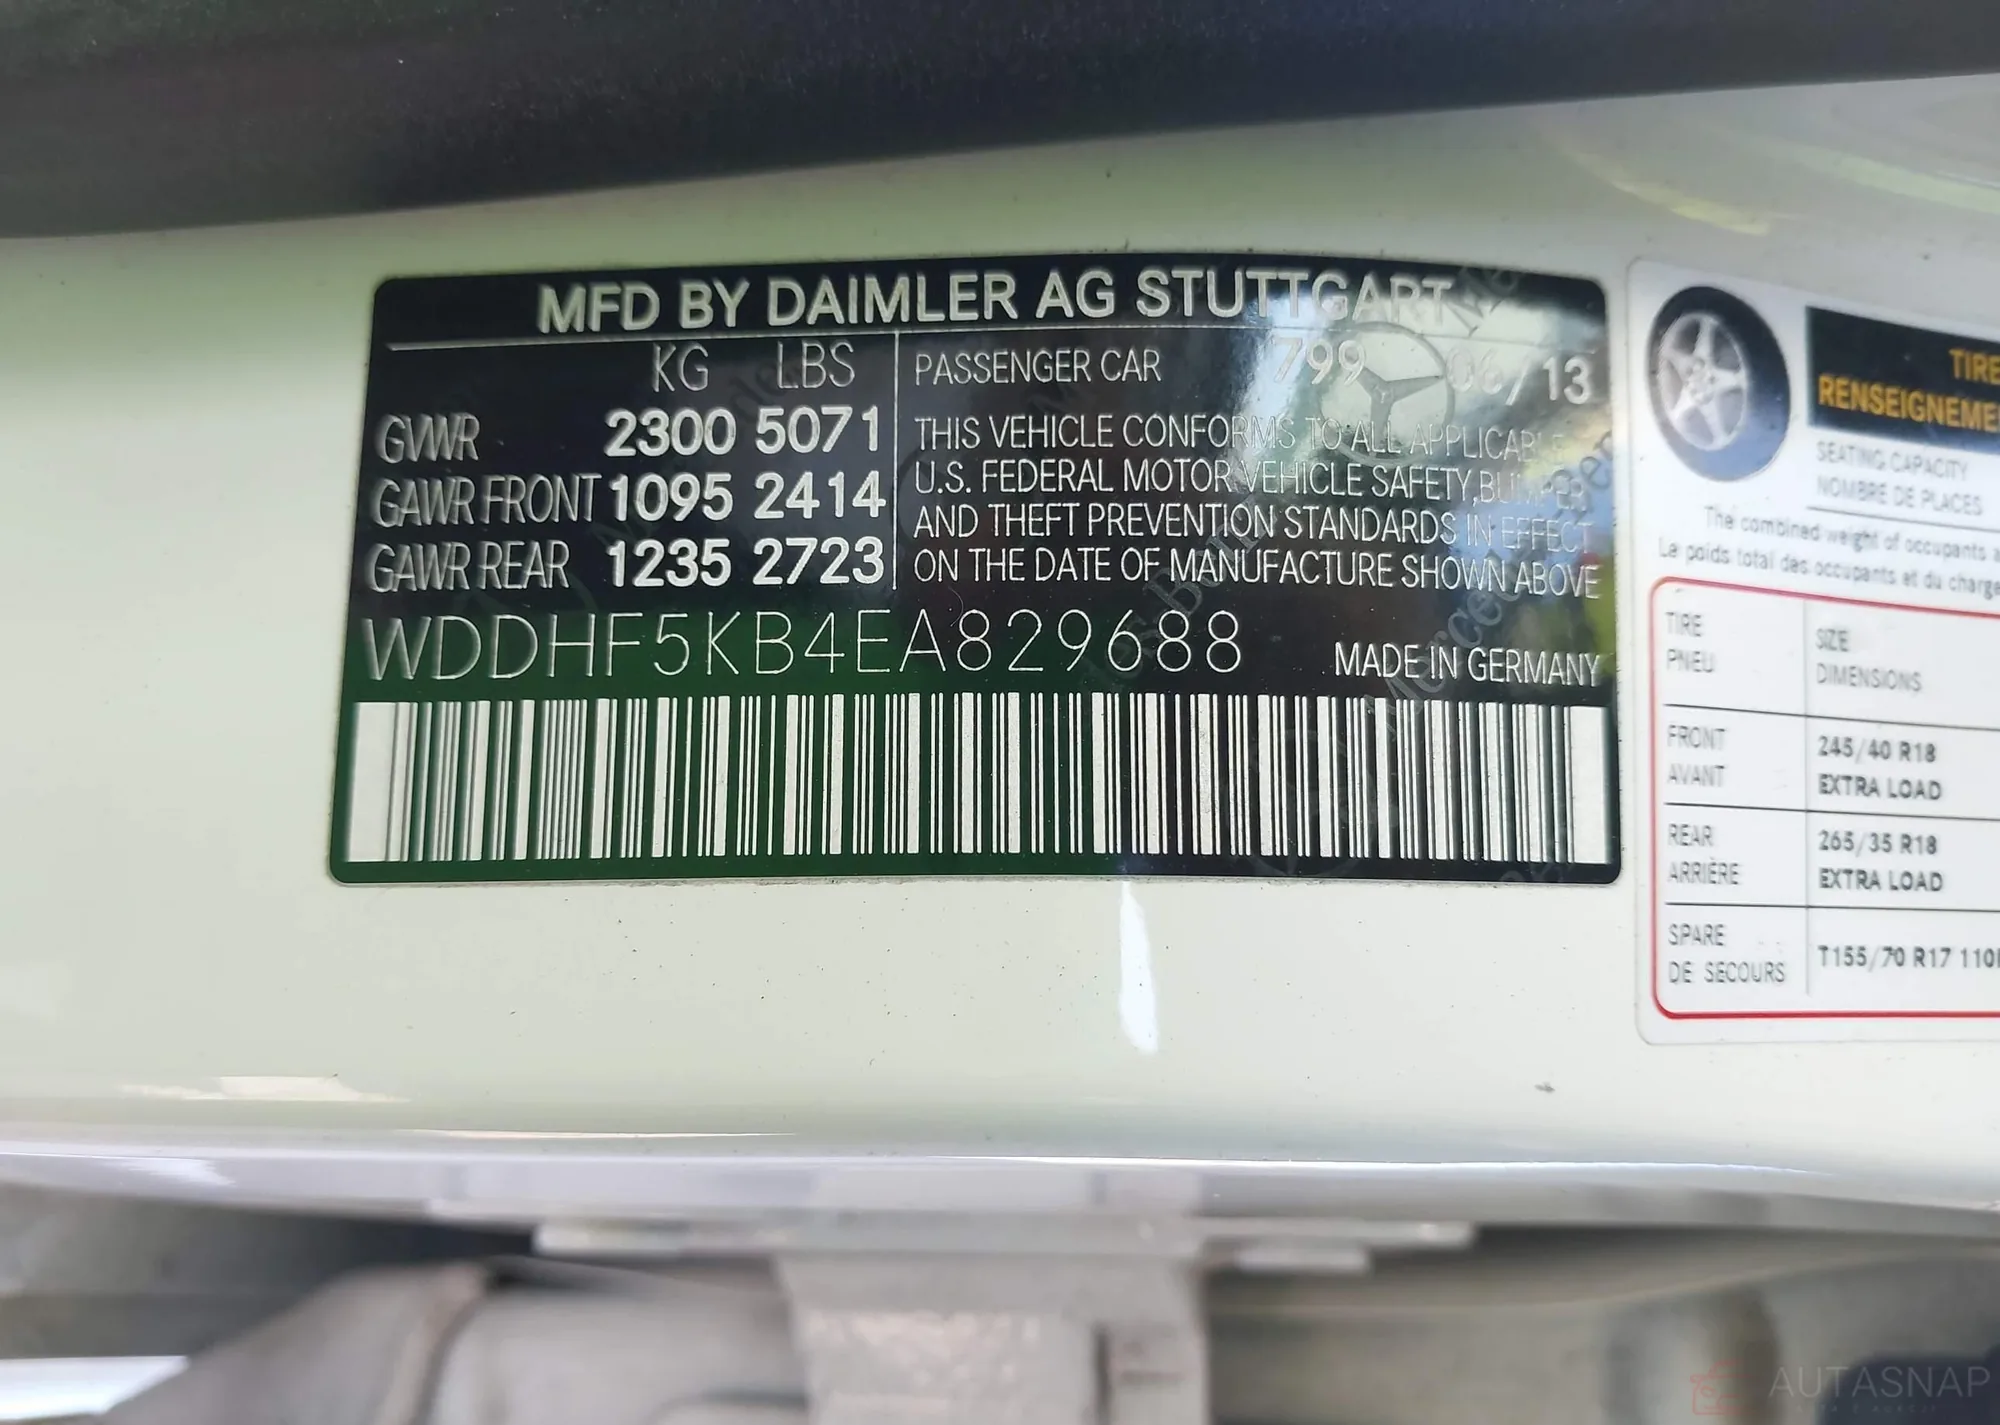 MFD BY DAIMLER AG STUTTGART
KG LBS
GVWR 2300 5071
GAWR FRONT 1095 2414
GAWR REAR 1235 2723
PASSENGER CAR 799 06/13
THIS VEHICLE CONFORMS TO ALL APPLICABLE
U.S. FEDERAL MOTOR VEHICLE SAFETY, BUMPER
AND THEFT PREVENTION STANDARDS IN EFFECT
ON THE DATE OF MANUFACTURE SHOWN ABOVE
WDDHF5KB4EA829688
MADE IN GERMANY
TIRE
RENSEIGNEME
SEATING CAPACITY
NOMBRE DE PLACES
The combined weight of occupants a
Le poids total des occupants et du charge
TIRE
PNEU
SIZE
DIMENSIONS
FRONT
AVANT
245/40 R18
EXTRA LOAD
REAR
ARRIÈRE
265/35 R18
EXTRA LOAD
SPARE
DE SECOURS
T155/70 R17 110
AUTASNAP